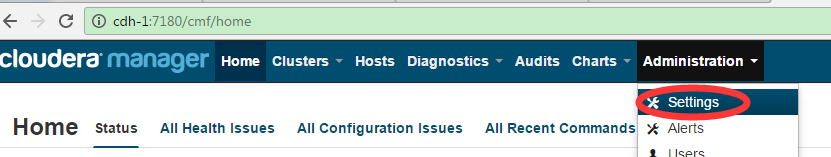 cdh-1:7180/cmf/home
cloudera manager Home Clusters Hosts Diagnostics Audits Charts Administration
Settings
Home Status All Health Issues All Configuration Issues All Recent Commands Alerts
Users